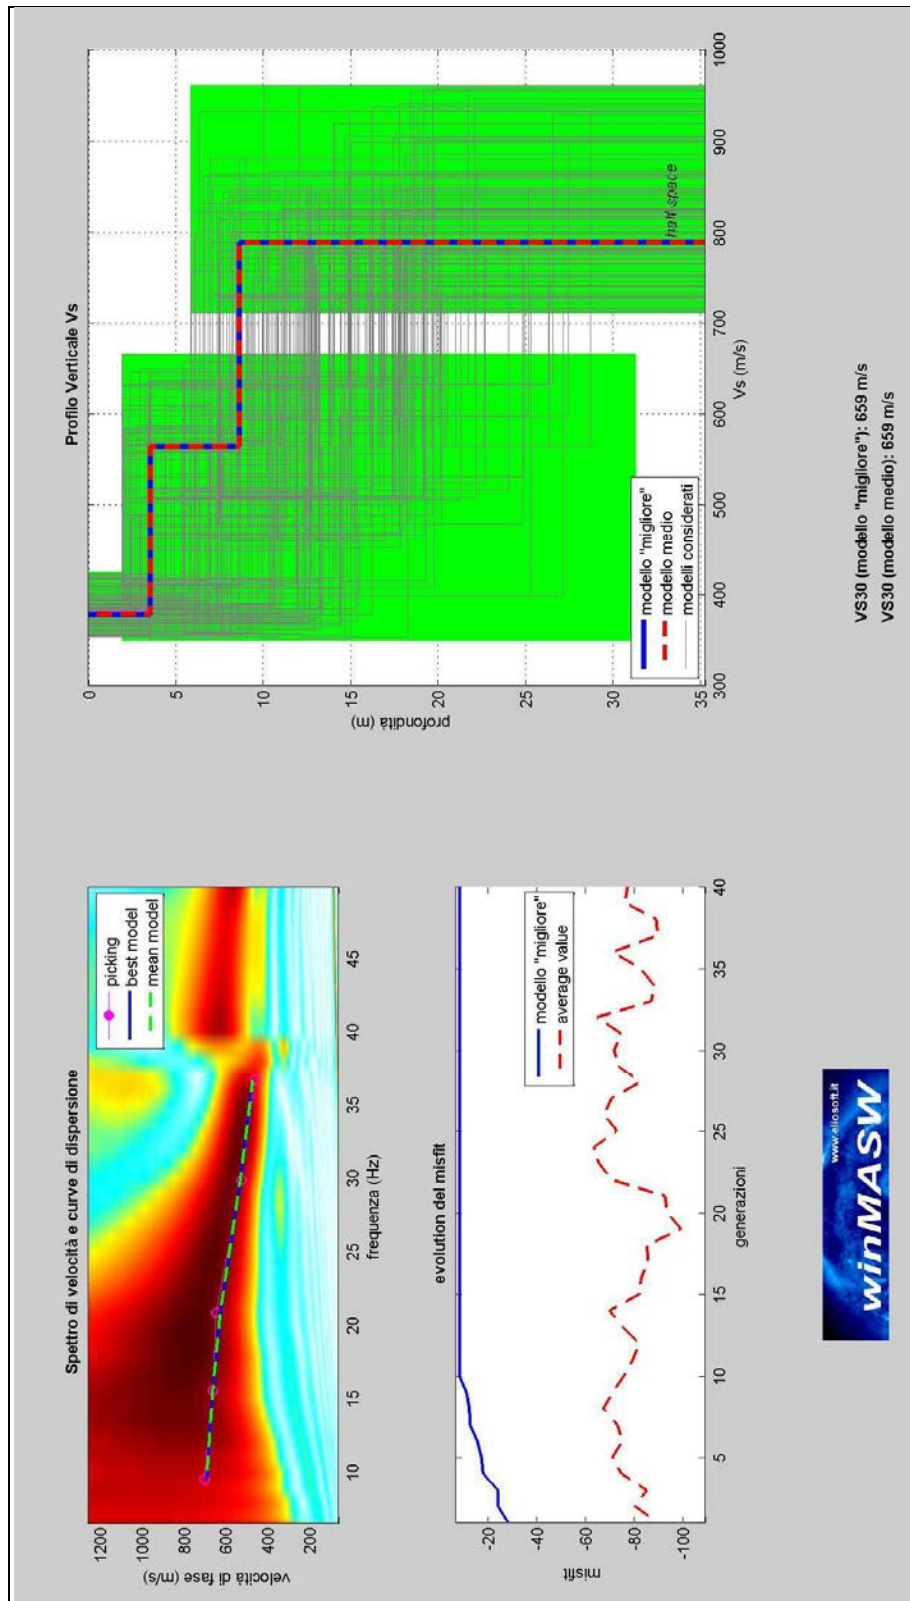 Spettro di velocità e curve di dispersione
velocità di fase (m/s)
1200
1000
800
600
400
200
picking
best model
mean model
10
15
20
25
30
35
40
45
frequenza (Hz)
evolution del misfit
misfit
-20
-40
-60
-80
-100
modello "migliore"
average value
5
10
15
20
25
30
35
40
generazioni
Profilo Verticale Vs
profondità (m)
0
5
10
15
20
25
30
35
half-space
modello "migliore"
modello medio
modelli considerati
300
400
500
600
700
800
900
1000
Vs (m/s)
www.eliosoft.it
winMASW
VS30 (modello "migliore"): 659 m/s
VS30 (modello medio): 659 m/s